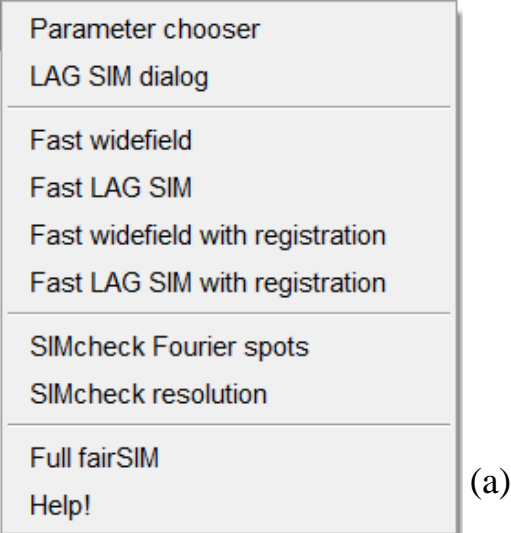 Parameter chooser
LAG SIM dialog
Fast widefield
Fast LAG SIM
Fast widefield with registration
Fast LAG SIM with registration
SIMcheck Fourier spots
SIMcheck resolution
Full fairSIM
Help!
(a)